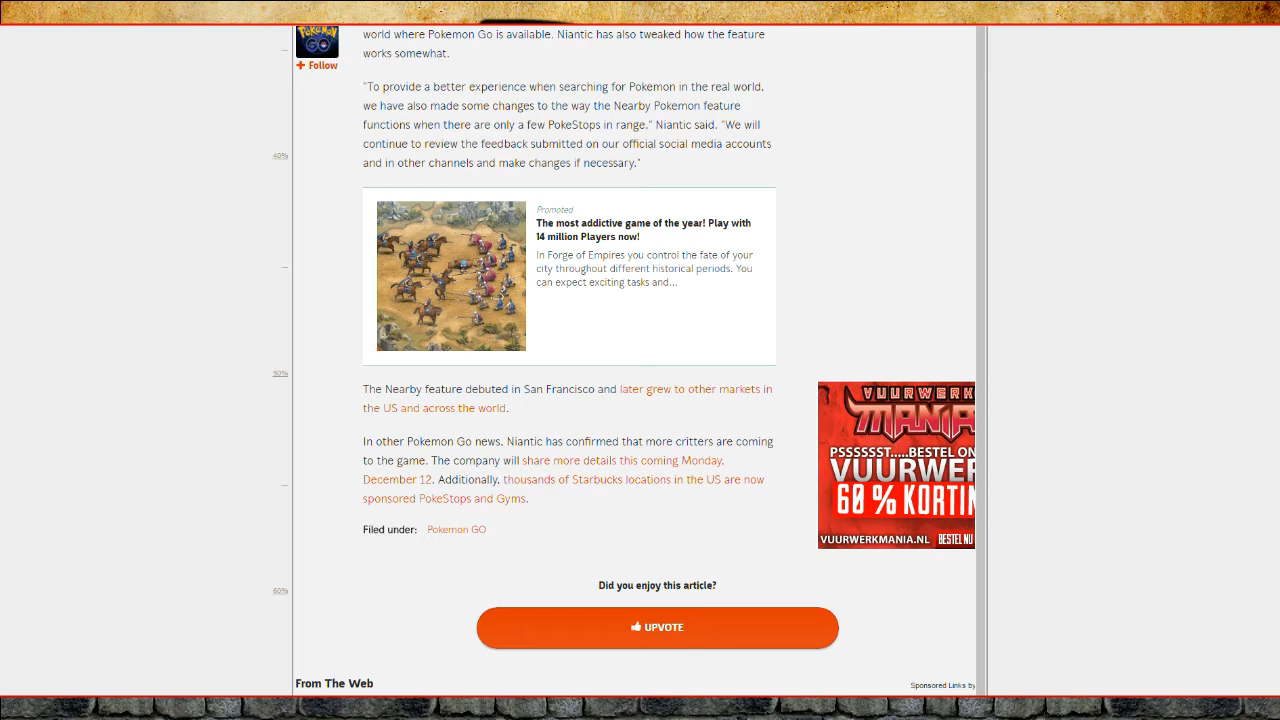 POKEMON
GO
world where Pokemon Go is available. Niantic has also tweaked how the feature
works somewhat.
+ Follow
"To provide a better experience when searching for Pokemon in the real world,
we have also made some changes to the way the Nearby Pokemon feature
functions when there are only a few PokeStops in range," Niantic said. "We will
continue to review the feedback submitted on our official social media accounts
and in other channels and make changes if necessary."
40%
Promoted
The most addictive game of the year! Play with
14 million Players now!
In Forge of Empires you control the fate of your
city throughout different historical periods. You
can expect exciting tasks and...
50%
The Nearby feature debuted in San Francisco and later grew to other markets in
the US and across the world.
In other Pokemon Go news, Niantic has confirmed that more critters are coming
to the game. The company will share more details this coming Monday,
December 12. Additionally, thousands of Starbucks locations in the US are now
sponsored PokeStops and Gyms.
Filed under: Pokemon GO
VUURWERK
MANIA
PSSSSSST.....BESTEL ON
VUURWE
60 % KORTIN
VUURWERKMANIA.NL BESTEL NU
Did you enjoy this article?
60%
UPVOTE
From The Web
Sponsored Links by